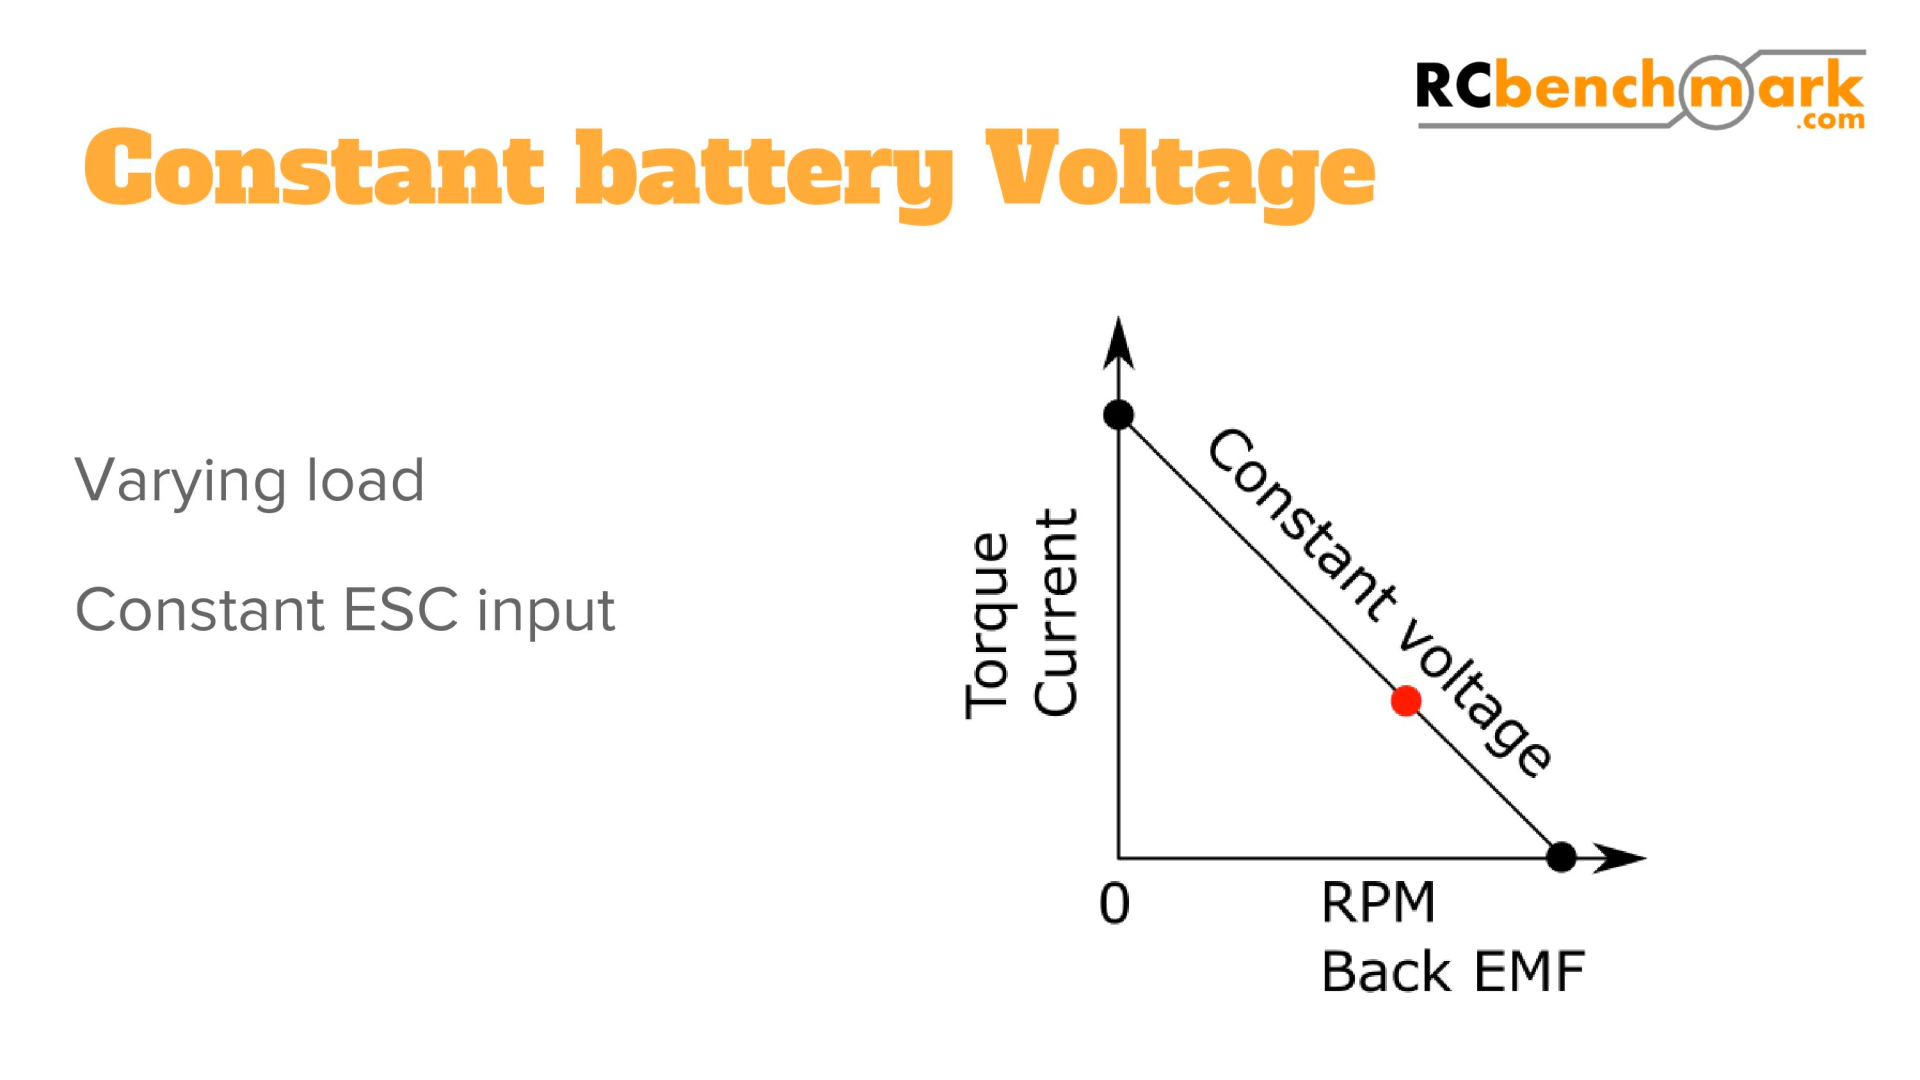 RCbenchmark
.com
Constant battery Voltage
Varying load
Constant ESC input
Torque
Current
Constant voltage
0
RPM
Back EMF